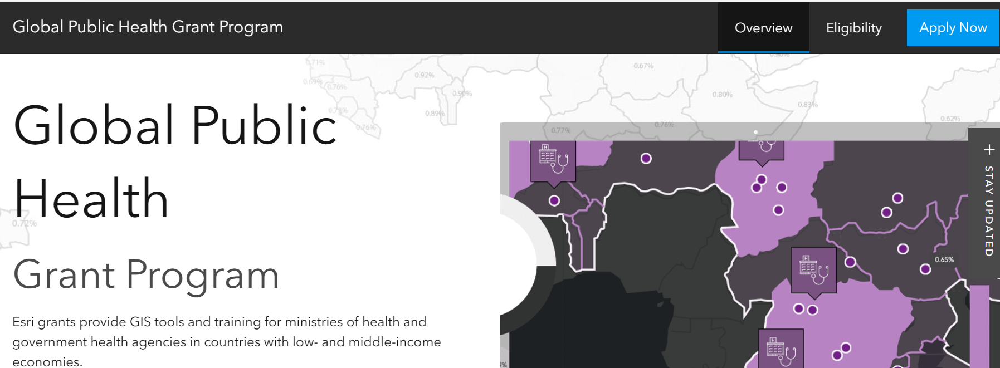 Global Public Health Grant Program
Overview
Eligibility
Apply Now
0.71%
0.67%
0.92%
0.69%
0.76%
0.90%
0.80%
0.83%
0.89%
0.62%
0.76%
0.76%
0.77%
Global Public
Health
0.72%
Grant Program
Esri grants provide GIS tools and training for ministries of health and
government health agencies in countries with low- and middle-income
economies.
+ STAY UPDATED
H
H
0.65%
H